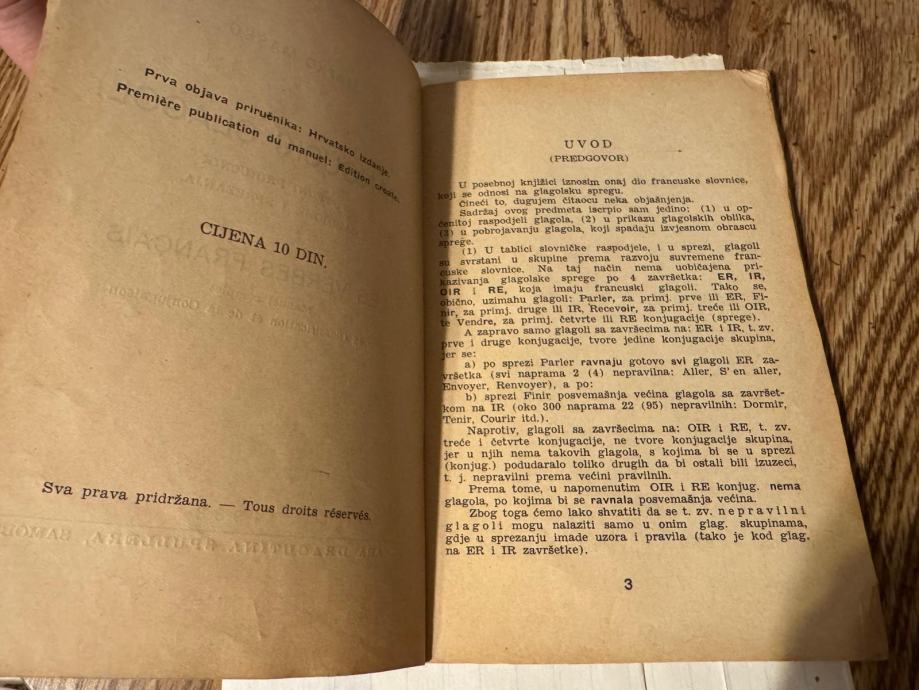 Prva objava priručnika: Hrvatsko izdanje.
Première publication du manuel: Edition create.
CIJENA 10 DIN.
Sva prava pridržana. — Tous droits réservés.
UVOD
(PREDGOVOR)
U posebnoj knjižici iznosim onaj dio francuske slovnice,
koji se odnosi na glagolsku spregu.
Čineći to, dugujem čitaocu neka objašnjenja.
Sadržaj ovog predmeta iscrpio sam jedino; (1) u op-
ćenitoj raspodjeli glagola, (2) u prikazu glagolskih oblika,
(3) u pobrojavanju glagola, koji spadaju izvjesnom obrascu
sprege.
(1) U tablici slovničke raspodjele, i u sprezi, glagoli
su svrstani u skupine prema razvoju suvremene fran-
cuske slovnice. Na taj način nema uobičajena pri-
kazivanja glagolske sprege po 4 završetka: ER, IR,
OIR i RE, koja imaju francuski glagoli. Tako se,
obično, uzimahu glagoli: Parler, za primj. prve ili ER, Fi-
nir, za primj. druge ili IR, Recevoir, za primj. treće ili OIR,
te Vendre, za primj. četvrte ili RE konjugacije (sprege).
A zapravo samo glagoli sa završecima na: ER i IR, t. zv.
prve i druge konjugacije, tvore jedine konjugacije skupina,
jer se:
a) po sprezi Parler ravnaju gotovo svi glagoli ER za-
vršetka (svi naprama 2 (4) nepravilna: Aller, S'en aller,
Envoyer, Renvoyer), a po:
b) sprezi Finir posvemašnja većina glagola sa završet-
kom na IR (oko 300 naprama 22 (95) nepravilnih: Dormir,
Tenir, Courir itd.).
Naprotiv, glagoli sa završecima na: OIR i RE, t. zv.
treće i četvrte konjugacije, ne tvore konjugacije skupina,
jer u njih nema takovih glagola, s kojima bi se u sprezi
(konjug.) podudaralo toliko drugih da bi ostali bili izuzeci,
t. j. nepravilni prema većini pravilnih.
Prema tome, u napomenutim OIR i RE konjug. nema
glagola, po kojima bi se ravnala posvemašnja većina.
Zbog toga ćemo lako shvatiti da se t. zv. nepravilni
glagoli mogu nalaziti samo u onim glag. skupinama,
gdje u sprezanju imade uzora i pravila (tako je kod glag.
na ER i IR završetke).
3